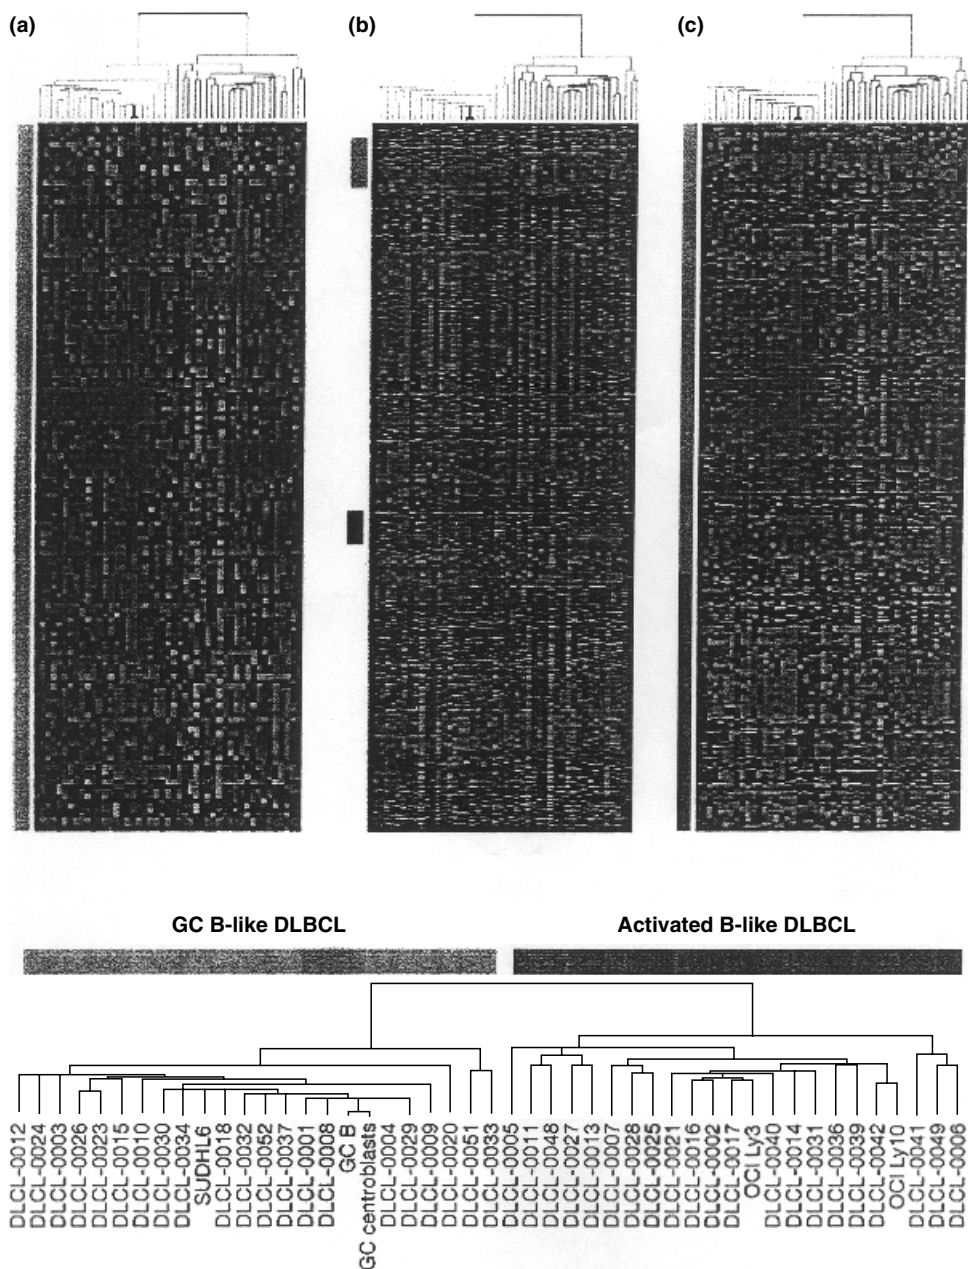 (a)
(b)
(c)
GC B-like DLBCL
Activated B-like DLBCL
DLCL-0012
DLCL-0024
DLCL-0003
DLCL-0026
DLCL-0023
DLCL-0015
DLCL-0010
DLCL-0030
DLCL-0034
SUDHL6
DLCL-0018
DLCL-0032
DLCL-0052
DLCL-0037
DLCL-0001
DLCL-0008
GC B
GC centroblasts
DLCL-0004
DLCL-0029
DLCL-0009
DLCL-0020
DLCL-0051
DLCL-0033
DLCL-0005
DLCL-0011
DLCL-0048
DLCL-0027
DLCL-0013
DLCL-0007
DLCL-0028
DLCL-0025
DLCL-0021
DLCL-0016
DLCL-0002
DLCL-0017
OCI Ly3
DLCL-0040
DLCL-0014
DLCL-0031
DLCL-0036
DLCL-0039
DLCL-0042
OCI Ly10
DLCL-0041
DLCL-0049
DLCL-0006